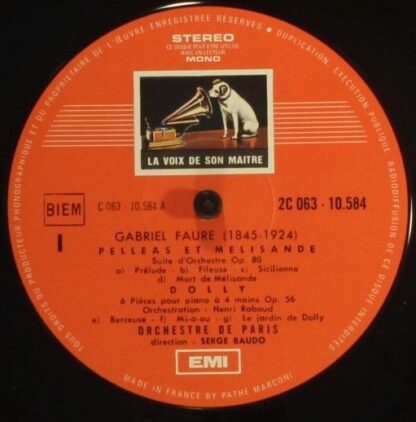 TOUS DROITS DU PRODUCTEUR PHONOGRAPHIQUE ET DU PROPRIETAIRE DE L'ŒUVRE ENREGISTREE RESERVES • DUPLICATION, EXECUTION PUBLIQUE, RADIODIFFUSION DE CE DISQUE INTERDITES
STEREO
CE DISQUE PEUT ETRE UTILISE
AVEC UN LECTEUR
MONO
LA VOIX DE SON MAITRE
BIEM
C 063 - 10.584 A
2C 063 - 10.584
I
GABRIEL FAURE (1845-1924)
PELLEAS ET MELISANDE
Suite d'Orchestre Op. 80
a) Prélude - b) Fileuse - c) Sicilienne
d) Mort de Mélisande
DOLLY
6 Pièces pour piano à 4 mains Op. 56
Orchestration : Henri Rabaud
e) Berceuse - f) Mi-a-ou - g) Le jardin de Dolly
ORCHESTRE DE PARIS
direction : SERGE BAUDO
EMI
MADE IN FRANCE BY PATHE MARCONI